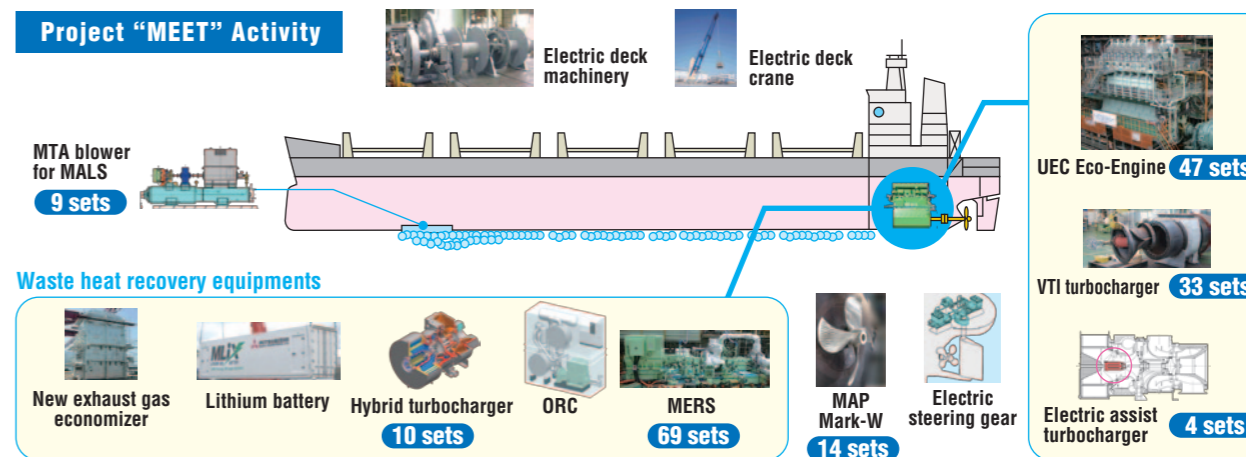 Project “MEET” Activity
Electric deck
machinery
Electric deck
crane
MTA blower
for MALS
9 sets
UEC Eco-Engine 47 sets
VTI turbocharger 33 sets
Electric assist
turbocharger
4 sets
Waste heat recovery equipments
New exhaust gas
economizer
MLiX
Lithium battery
Hybrid turbocharger
10 sets
ORC
MERS
69 sets
MAP
Mark-W
14 sets
Electric
steering gear